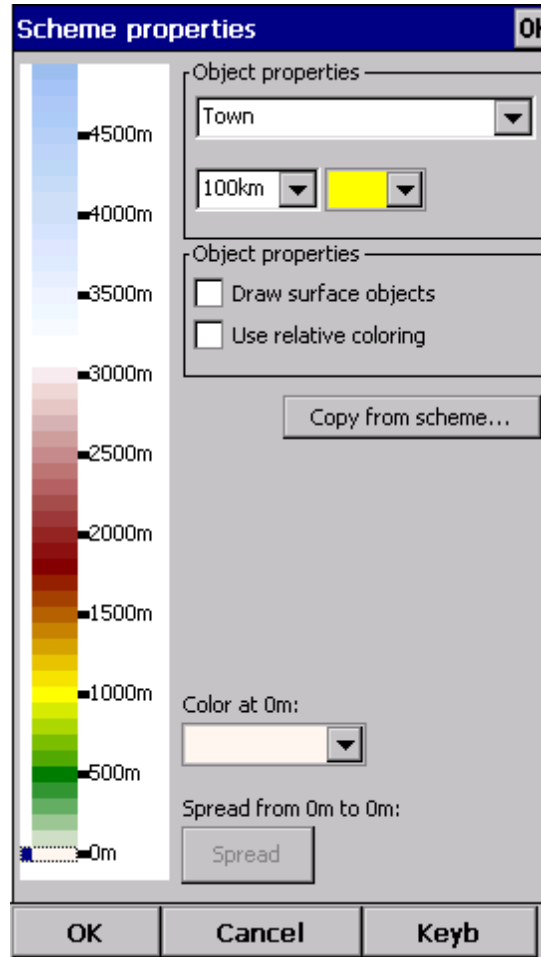 Scheme properties
OK
4500m
4000m
3500m
3000m
2500m
2000m
1500m
1000m
500m
0m
Object properties
Town
100km
Object properties
Draw surface objects
Use relative coloring
Copy from scheme...
Color at 0m:
Spread from 0m to 0m:
Spread
OK
Cancel
Keyb